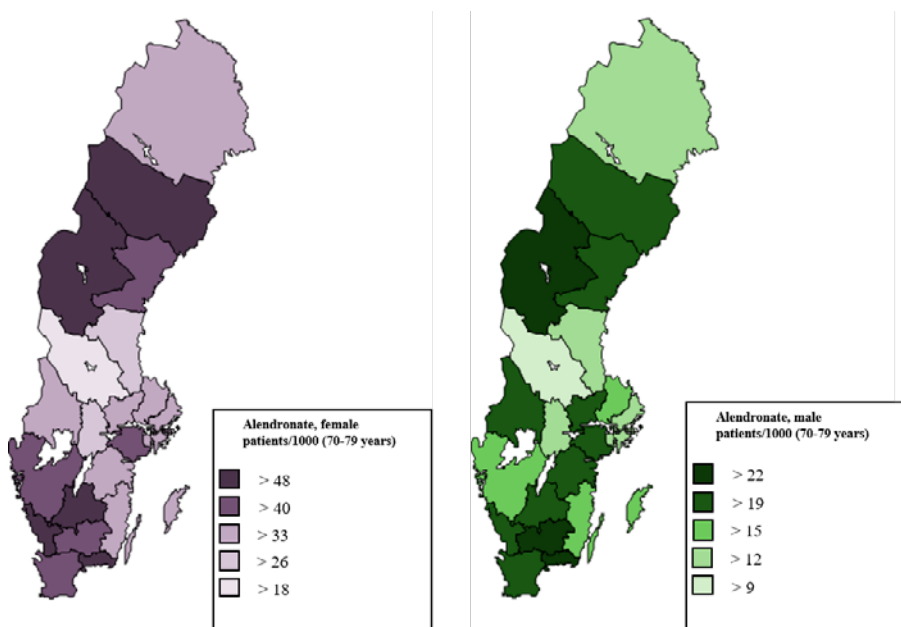 Alendronate, female
patients/1000 (70-79 years)
> 48
> 40
> 33
> 26
> 18
Alendronate, male
patients/1000 (70-79 years)
> 22
> 19
> 15
> 12
> 9